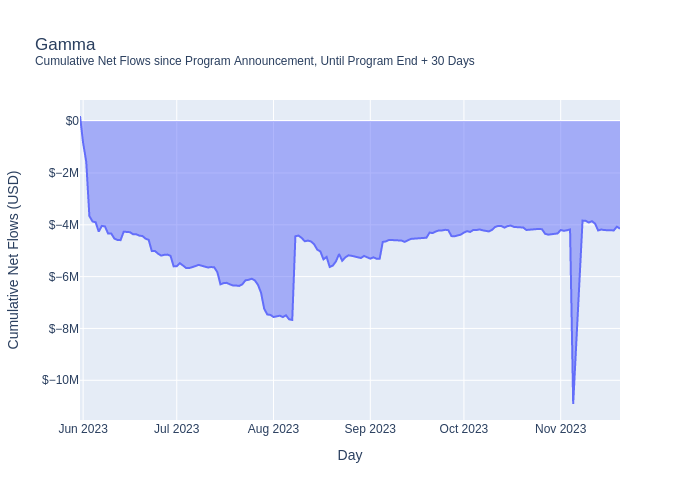 Gamma
Cumulative Net Flows since Program Announcement, Until Program End + 30 Days
Cumulative Net Flows (USD)
$0
$−2M
$−4M
$−6M
$−8M
$−10M
Jun 2023
Jul 2023
Aug 2023
Sep 2023
Oct 2023
Nov 2023
Day